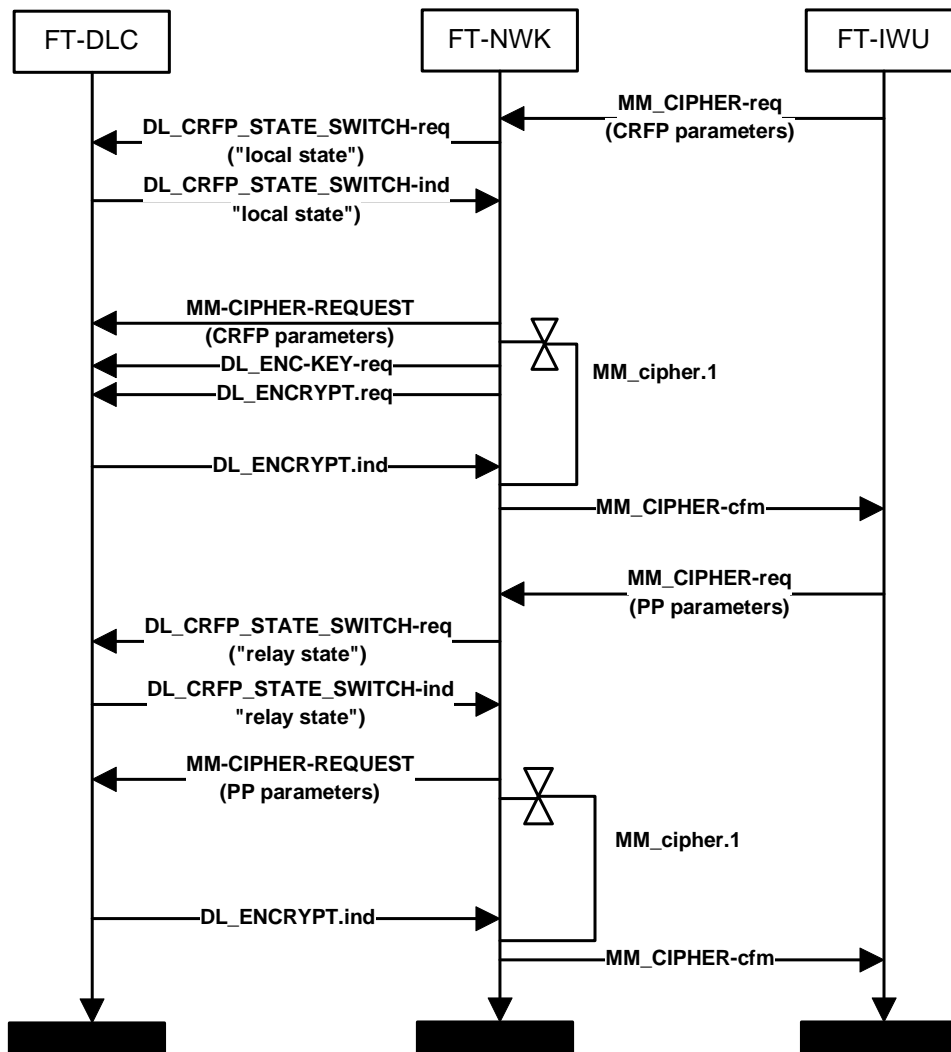 FT-DLC
FT-NWK
FT-IWU
MM_CIPHER-req
(CRFP parameters)
DL_CRFP_STATE_SWITCH-req
("local state")
DL_CRFP_STATE_SWITCH-ind
"local state")
MM-CIPHER-REQUEST
(CRFP parameters)
DL_ENC-KEY-req
MM_cipher.1
DL_ENCRYPT.req
DL_ENCRYPT.ind
MM_CIPHER-cfm
MM_CIPHER-req
(PP parameters)
DL_CRFP_STATE_SWITCH-req
("relay state")
DL_CRFP_STATE_SWITCH-ind
"relay state")
MM-CIPHER-REQUEST
(PP parameters)
MM_cipher.1
DL_ENCRYPT.ind
MM_CIPHER-cfm